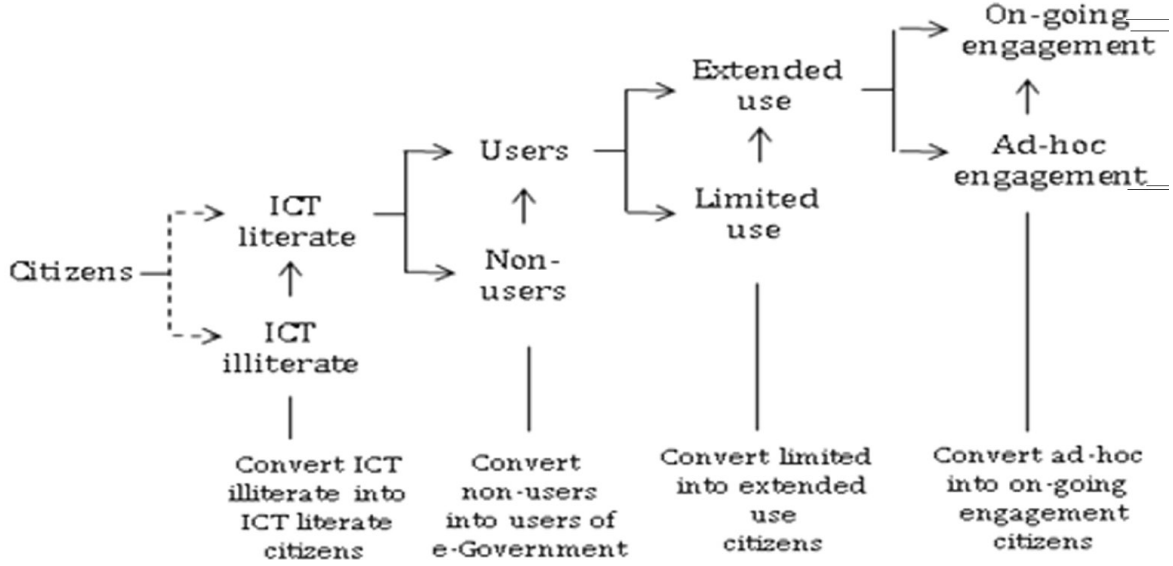 Citizens
ICT
literate
ICT
illiterate
Convert ICT
illiterate into
ICT literate
citizens
Users
Non-
users
Convert
non-users
into users of
e-Government
Extended
use
Limited
use
Convert limited
into extended
use
citizens
On-going
engagement
Ad-hoc
engagement
Convert ad-hoc
into on-going
engagement
citizens